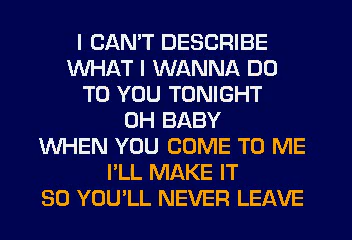 I CAN'T DESCRIBE
WHAT I WANNA DO
TO YOU TONIGHT
OH BABY
WHEN YOU COME TO ME
I'LL MAKE IT
SO YOU'LL NEVER LEAVE